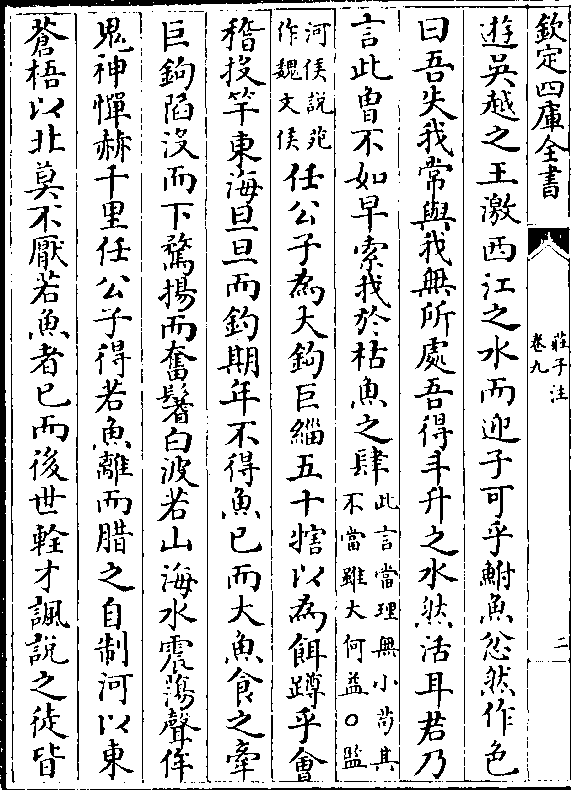 欽定四庫全書
莊子注
卷九
二
遊吳越之王激西江之水而迎子可乎鮒魚忿然作色
曰吾失我常與我無所處吾得斗升之水然活耳君乃
言此曽不如早索我於枯魚之肆此言當理無小苟其
不當雖大何益○監
河侯說苑
作魏文侯任公子為大鉤巨緇五十犗以為餌蹲乎會
稽投竿東海旦旦而釣期年不得魚已而大魚食之牽
巨鉤䧟沒而下驚揚而奮鬐白波若山海水震蕩聲侔
鬼神憚赫千里任公子得若魚離而腊之自制河以東
蒼梧以北莫不厭若魚者已而後世輇才諷說之徒皆